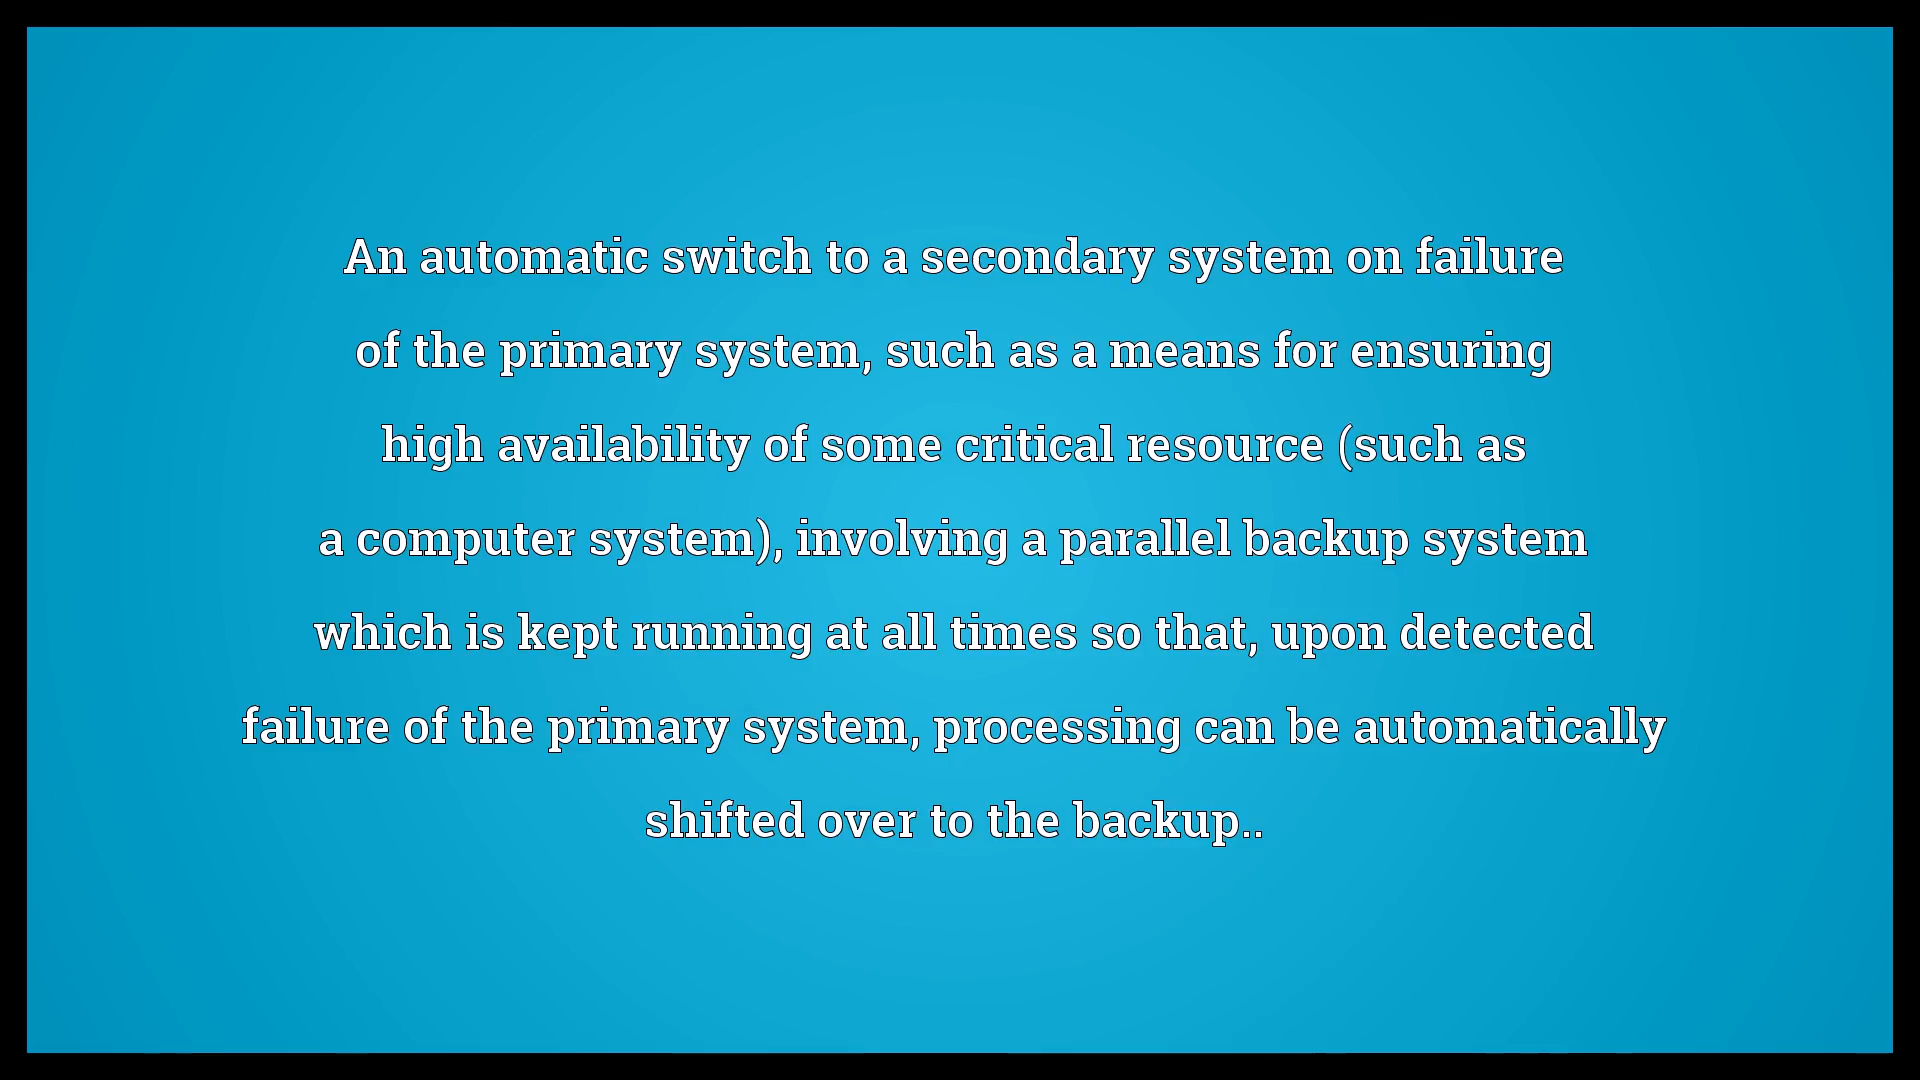 An automatic switch to a secondary system on failure
of the primary system, such as a means for ensuring
high availability of some critical resource (such as
a computer system), involving a parallel backup system
which is kept running at all times so that, upon detected
failure of the primary system, processing can be automatically
shifted over to the backup..